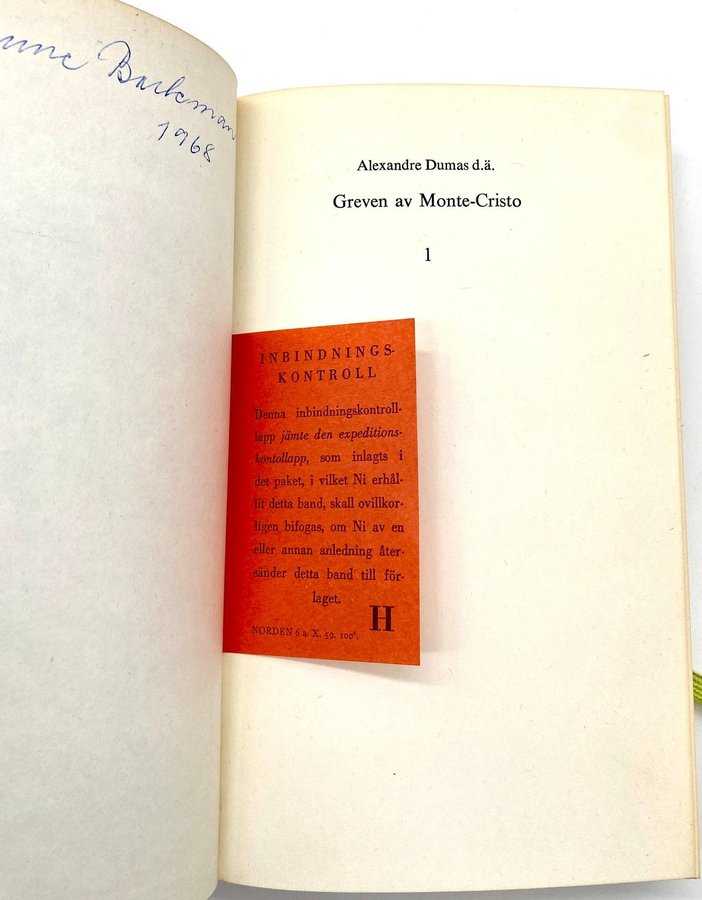 Barkman
1968
Alexandre Dumas d.ä.
Greven av Monte-Cristo
1
INBINDNINGS-
KONTROLL
Denna inbindningskontroll-
lapp jämte den expeditions-
kontollapp, som inlagts i
det paket, i vilket Ni erhål-
lit detta band, skall ovillkor-
ligen bifogas, om Ni av en
eller annan anledning åter-
sänder detta band till för-
laget.
H
NORDEN 6 a. X. 59. 100⁸.